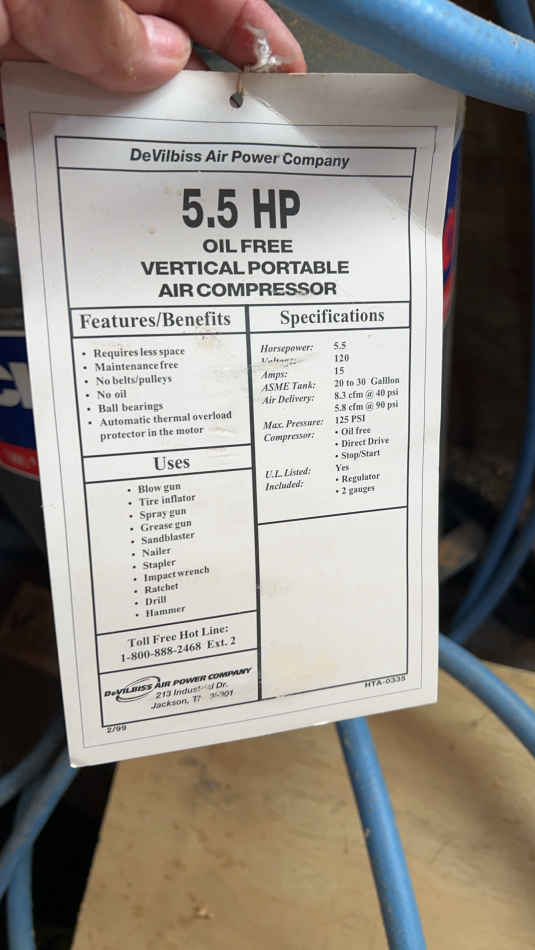 DeVilbiss Air Power Company
5.5 HP
OIL FREE
VERTICAL PORTABLE
AIR COMPRESSOR
Features/Benefits
• Requires less space
• Maintenance free
• No belts/pulleys
• No oil
• Ball bearings
• Automatic thermal overload
protector in the motor
Uses
• Blow gun
• Tire inflator
• Spray gun
• Grease gun
• Sandblaster
• Nailer
• Stapler
• Impact wrench
• Ratchet
• Drill
• Hammer
Toll Free Hot Line:
1-800-888-2468 Ext. 2
DeVILBISS AIR POWER COMPANY
213 Industrial Dr.
Jackson,
2/99
Specifications
Horsepower: 5.5
Voltage: 120
Amps: 15
ASME Tank: 20 to 30 Galllon
Air Delivery: 8.3 cfm @ 40 psi
5.8 cfm @ 90 psi
Max. Pressure: 125 PSI
Compressor: • Oil free
• Direct Drive
• Stop/Start
U.L. Listed: Yes
Included: • Regulator
• 2 gauges
HTA-0335